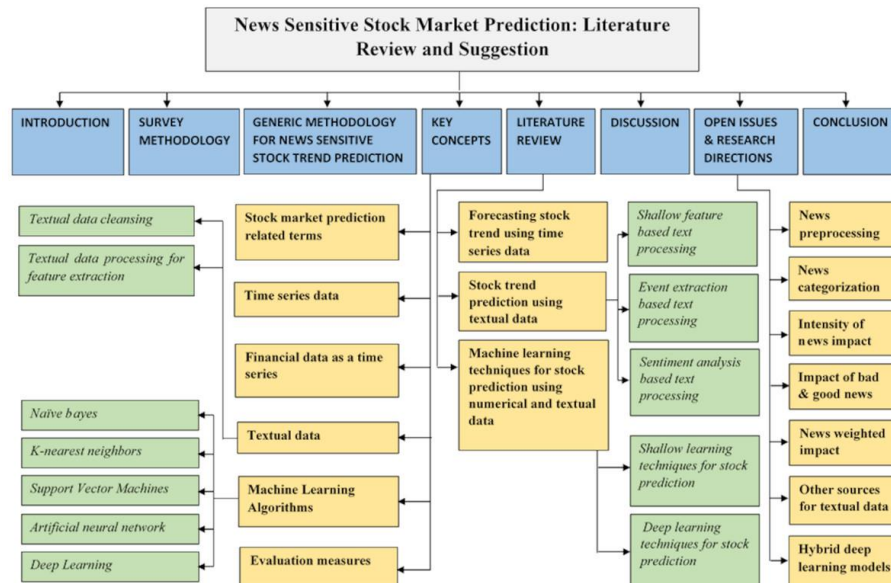 News Sensitive Stock Market Prediction: Literature
Review and Suggestion
INTRODUCTION
SURVEY
METHODOLOGY
GENERIC METHODOLOGY
FOR NEWS SENSITIVE
STOCK TREND PREDICTION
KEY
CONCEPTS
LITERATURE
REVIEW
DISCUSSION
OPEN ISSUES
& RESEARCH
DIRECTIONS
CONCLUSION
Textual data cleansing
Textual data processing for
feature extraction
Naïve bayes
K-nearest neighbors
Support Vector Machines
Artificial neural network
Deep Learning
Stock market prediction
related terms
Time series data
Financial data as a time
series
Textual data
Machine Learning
Algorithms
Evaluation measures
Forecasting stock
trend using time
series data
Stock trend
prediction using
textual data
Machine learning
techniques for stock
prediction using
numerical and textual
data
Shallow feature
based text
processing
Event extraction
based text
processing
Sentiment analysis
based text
processing
Shallow learning
techniques for stock
prediction
Deep learning
techniques for stock
prediction
News
preprocessing
News
categorization
Intensity of
news impact
Impact of bad
& good news
News weighted
impact
Other sources
for textual data
Hybrid deep
learning models